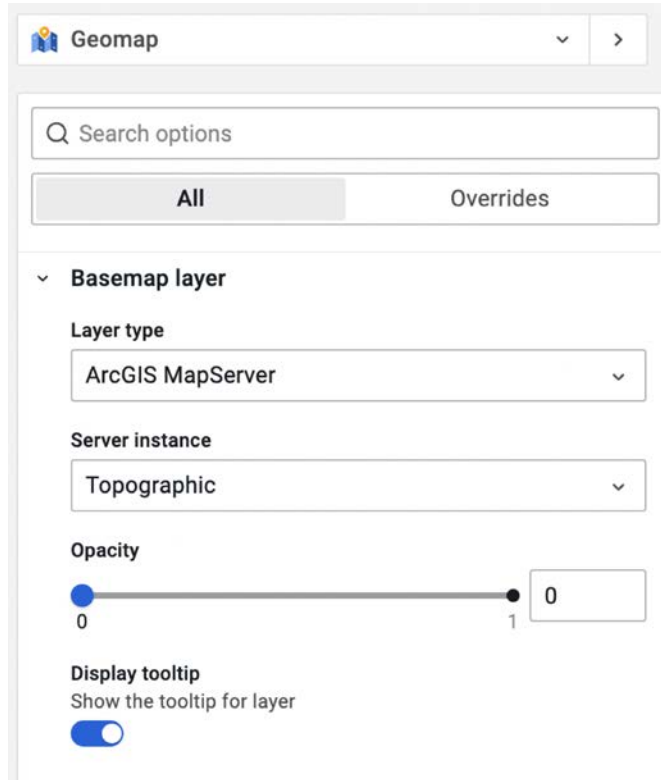 Geomap
Search options
All Overrides
Basemap layer
Layer type
ArcGIS MapServer
Server instance
Topographic
Opacity
0
0 1
Display tooltip
Show the tooltip for layer